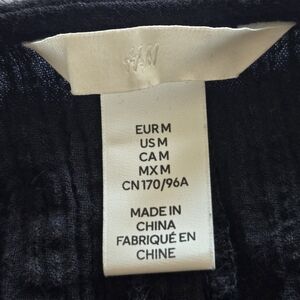 H&M
EUR M
US M
CA M
MX M
CN 170/96A
MADE IN
CHINA
FABRIQUÉ EN
CHINE